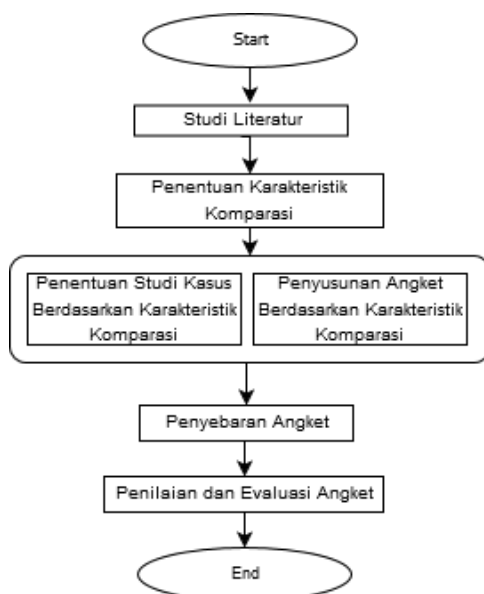 Start
Studi Literatur
Penentuan Karakteristik
Komparasi
Penentuan Studi Kasus
Berdasarkan Karakteristik
Komparasi
Penyusunan Angket
Berdasarkan Karakteristik
Komparasi
Penyebaran Angket
Penilaian dan Evaluasi Angket
End